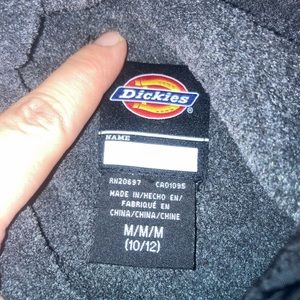 Dickies
NAME
RN20697 CA01095
MADE IN/HECHO EN/
FABRIQUÉ EN
CHINA/CHINA/CHINE
M/M/M
(10/12)